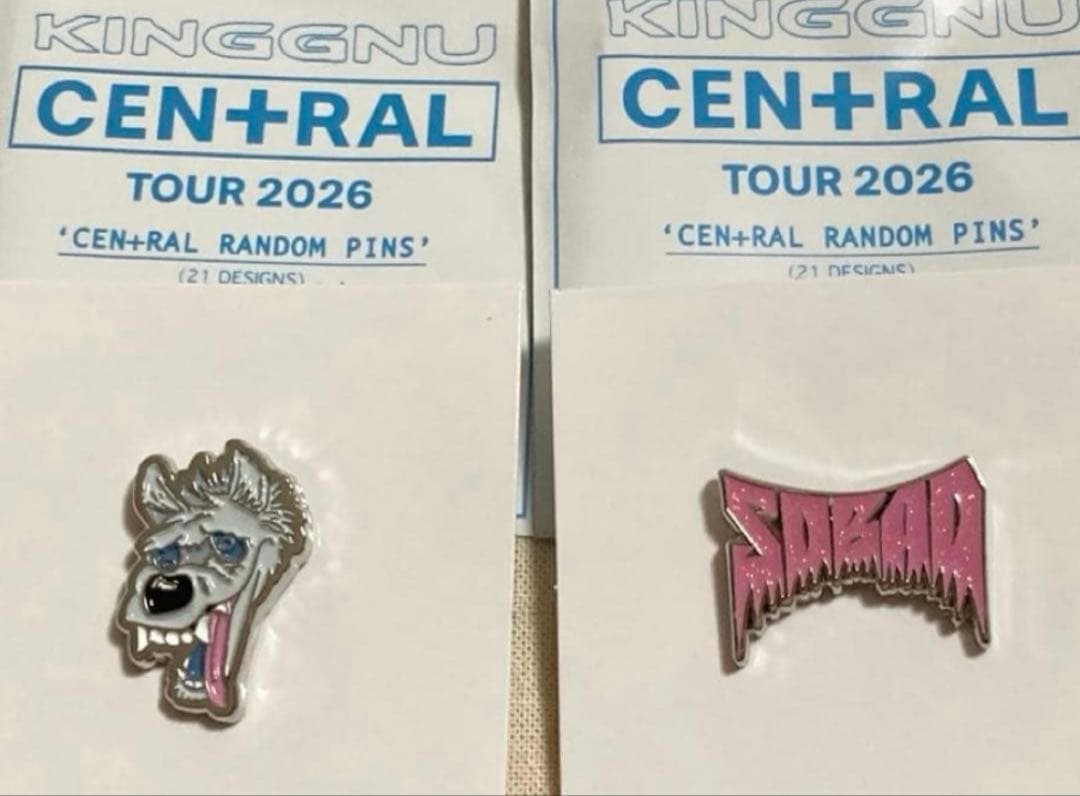 KINGGNU
CEN+RAL
TOUR 2026
‘CEN+RAL RANDOM PINS’
(21 DESIGNS)
KINGGNU
CEN+RAL
TOUR 2026
‘CEN+RAL RANDOM PINS’
(21 DESIGNS)
SOBAD